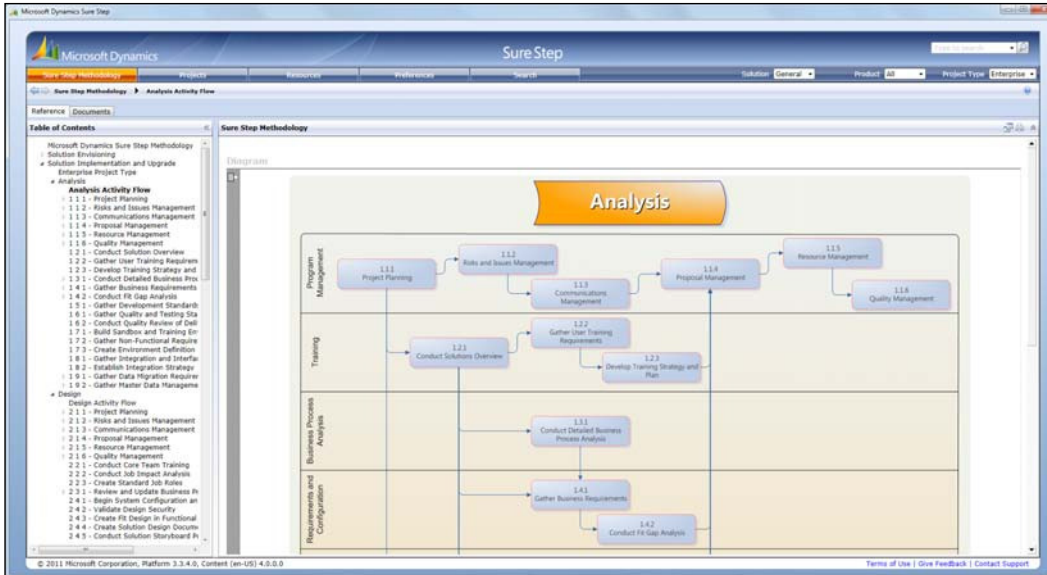 Microsoft Dynamics Sure Step
Microsoft Dynamics
Sure Step
Type to search
Sure Step Methodology
Projects
Resources
Preferences
Search
Solution General
Product All
Project Type Enterprise
Sure Step Methodology Analysis Activity Flow
Reference
Documents
Table of Contents
Microsoft Dynamics Sure Step Methodology
Solution Envisioning
Solution Implementation and Upgrade
Enterprise Project Type
Analysis
Analysis Activity Flow
1 1 1 - Project Planning
1 1 2 - Risks and Issues Management
1 1 3 - Communications Management
1 1 4 - Proposal Management
1 1 5 - Resource Management
1 1 6 - Quality Management
1 2 1 - Conduct Solution Overview
1 2 2 - Gather User Training Requirem
1 2 3 - Develop Training Strategy and
1 3 1 - Conduct Detailed Business Proc
1 4 1 - Gather Business Requirements
1 4 2 - Conduct Fit Gap Analysis
1 5 1 - Gather Development Standards
1 6 1 - Gather Quality and Testing Sta
1 6 2 - Conduct Quality Review of Deli
1 7 1 - Build Sandbox and Training En
1 7 2 - Gather Non-Functional Require
1 7 3 - Create Environment Definition
1 8 1 - Gather Integration and Interfac
1 8 2 - Establish Integration Strategy
1 9 1 - Gather Data Migration Requirer
1 9 2 - Gather Master Data Manageme
Design
Design Activity Flow
2 1 1 - Project Planning
2 1 2 - Risks and Issues Management
2 1 3 - Communications Management
2 1 4 - Proposal Management
2 1 5 - Resource Management
2 1 6 - Quality Management
2 2 1 - Conduct Core Team Training
2 2 2 - Conduct Job Impact Analysis
2 2 3 - Create Standard Job Roles
2 3 1 - Review and Update Business Pr
2 4 1 - Begin System Configuration an
2 4 2 - Validate Design Security
2 4 3 - Create Fit Design in Functional
2 4 4 - Create Solution Design Docume
2 4 5 - Conduct Solution Storyboard P
Sure Step Methodology
Diagram
Analysis
Program
Management
1.1.1
Project Planning
1.1.2
Risks and Issues Management
1.1.3
Communications
Management
1.1.4
Proposal Management
1.1.5
Resource Management
1.1.6
Quality Management
Training
1.2.1
Conduct Solutions Overview
1.2.2
Gather User Training
Requirements
1.2.3
Develop Training Strategy and
Plan
Business Process
Analysis
1.3.1
Conduct Detailed Business
Process Analysis
Requirements and
Configuration
1.4.1
Gather Business Requirements
1.4.2
Conduct Fit Gap Analysis
© 2011 Microsoft Corporation, Platform 3.3.4.0, Content (en-US) 4.0.0.0
Terms of Use | Give Feedback | Contact Support